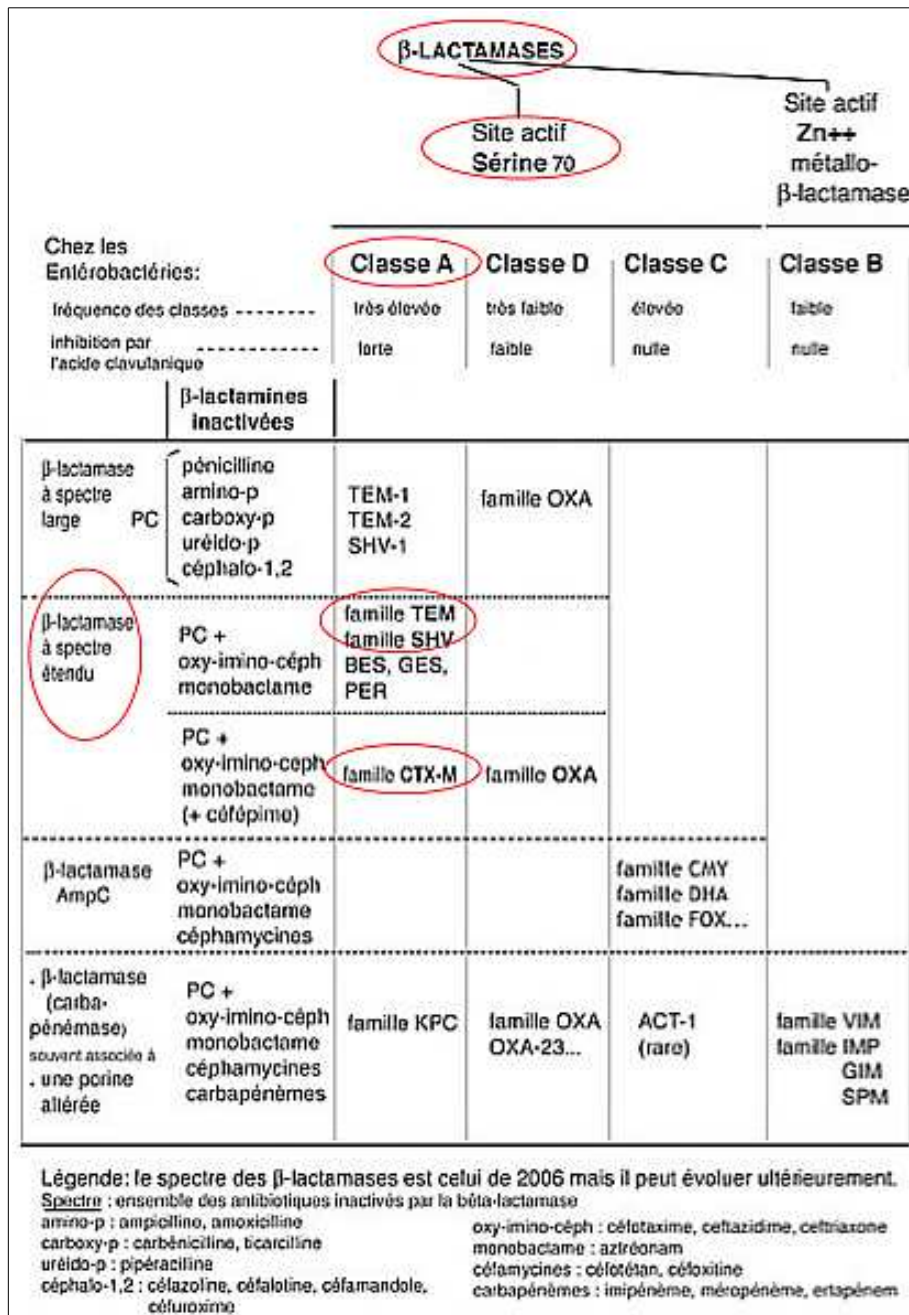 β-LACTAMASES
Site actif
Sérine 70
Site actif
Zn++
métallo-
β-lactamase
Chez les
Entérobactéries:
Classe A
Classe D
Classe C
Classe B
fréquence des classes --------
très élevée
très faible
élevée
faible
inhibition par
l'acide clavulanique -------------
forte
faible
nulle
nulle
β-lactamines
inactivées
β-lactamase
à spectre
large PC
pénicilline
amino-p
carboxy-p
uréido-p
céphalo-1,2
TEM-1
TEM-2
SHV-1
famille OXA
β-lactamase
à spectre
étendu
PC +
oxy-imino-céph
monobactame
famille TEM
famille SHV
BES, GES,
PER
PC +
oxy-imino-ceph
monobactame
(+ céfépime)
famille CTX-M
famille OXA
β-lactamase
AmpC
PC +
oxy-imino-céph
monobactame
céphamycines
famille CMY
famille DHA
famille FOX...
. β-lactamase
(carba-
pénémase)
souvent associée à
. une porine
altérée
PC +
oxy-imino-céph
monobactame
céphamycines
carbapénèmes
famille KPC
famille OXA
OXA-23...
ACT-1
(rare)
famille VIM
famille IMP
GIM
SPM
Légende: le spectre des β-lactamases est celui de 2006 mais il peut évoluer ultérieurement.
Spectre : ensemble des antibiotiques inactivés par la bêta-lactamase
amino-p : ampicilline, amoxicilline
carboxy-p : carbénicilline, ticarcilline
uréido-p : pipéracilline
céphalo-1,2 : céfazoline, céfaloline, céfamandole,
céfuroxime
oxy-imino-céph : céfotaxime, ceftazidime, ceftriaxone
monobactame : aztréonam
céfamycines : céfotétan, céfoxitine
carbapénèmes : imipénème, méropénème, ertapénem